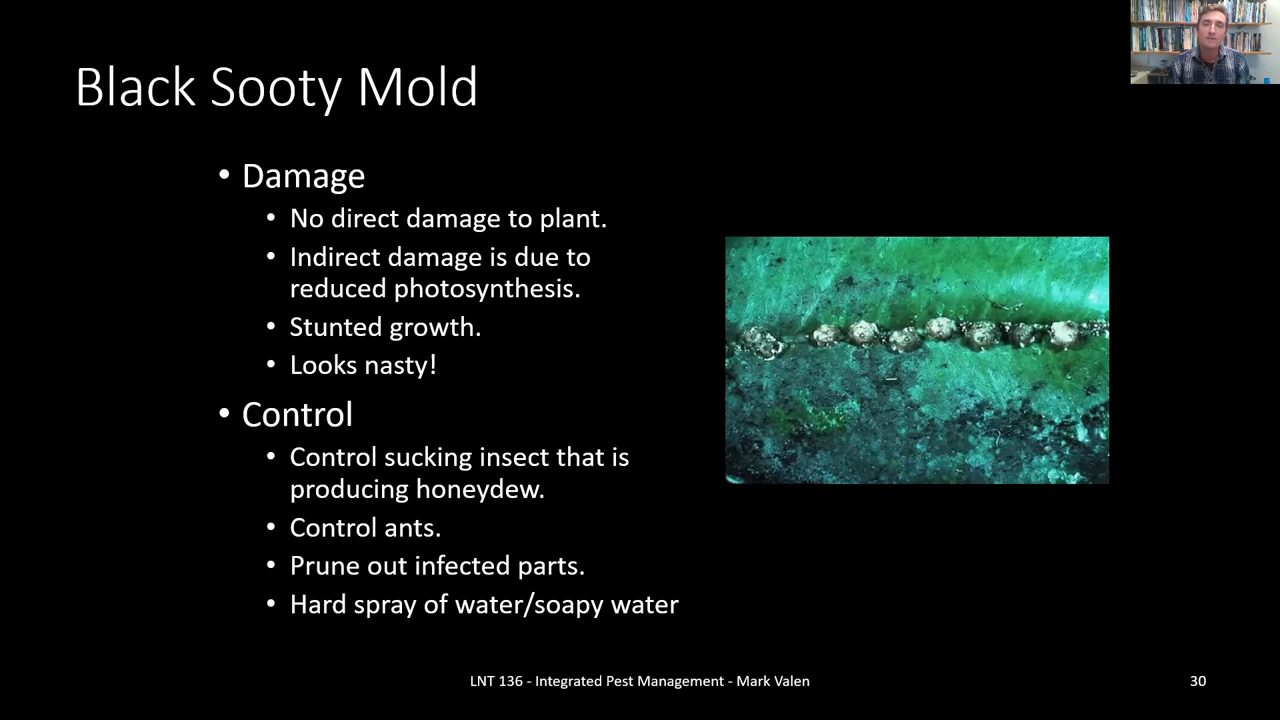 Black Sooty Mold
• Damage
• No direct damage to plant.
• Indirect damage is due to
reduced photosynthesis.
• Stunted growth.
• Looks nasty!
• Control
• Control sucking insect that is
producing honeydew.
• Control ants.
• Prune out infected parts.
• Hard spray of water/soapy water
LNT 136 - Integrated Pest Management - Mark Valen
30